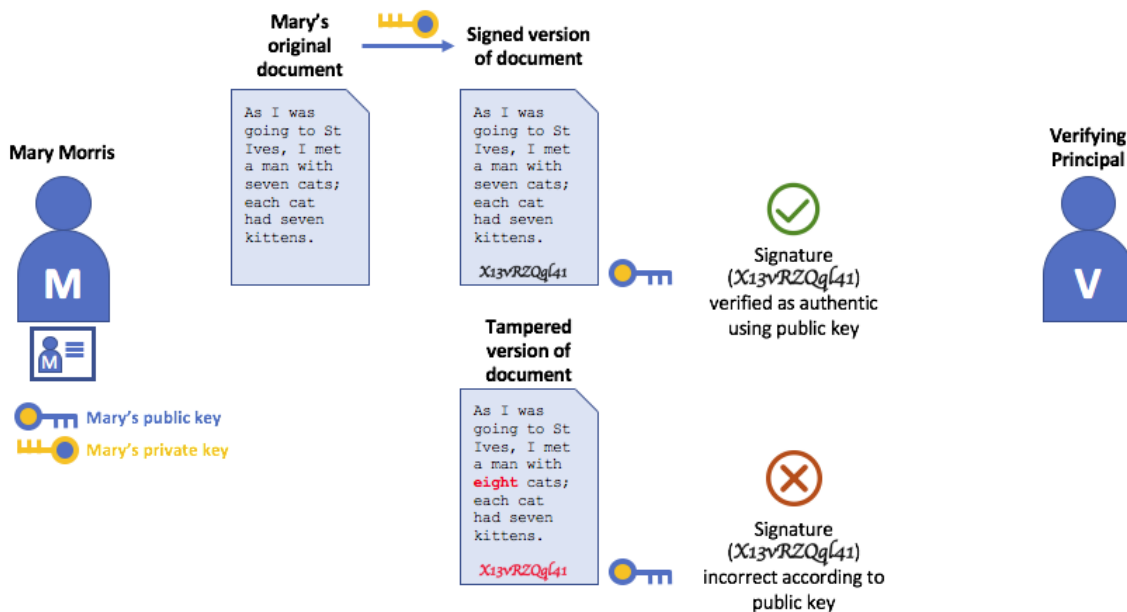 Mary's
original
document
Signed version
of document
As I was
going to St
Ives, I met
a man with
seven cats;
each cat
had seven
kittens.
As I was
going to St
Ives, I met
a man with
seven cats;
each cat
had seven
kittens.
X13vRZQgl41
Mary Morris
M
M
Mary's public key
Mary's private key
Signature
(X13vRZQgl41)
verified as authentic
using public key
Verifying
Principal
V
Tampered
version of
document
As I was
going to St
Ives, I met
a man with
eight cats;
each cat
had seven
kittens.
X13vRZQgl41
Signature
(X13vRZQgl41)
incorrect according to
public key